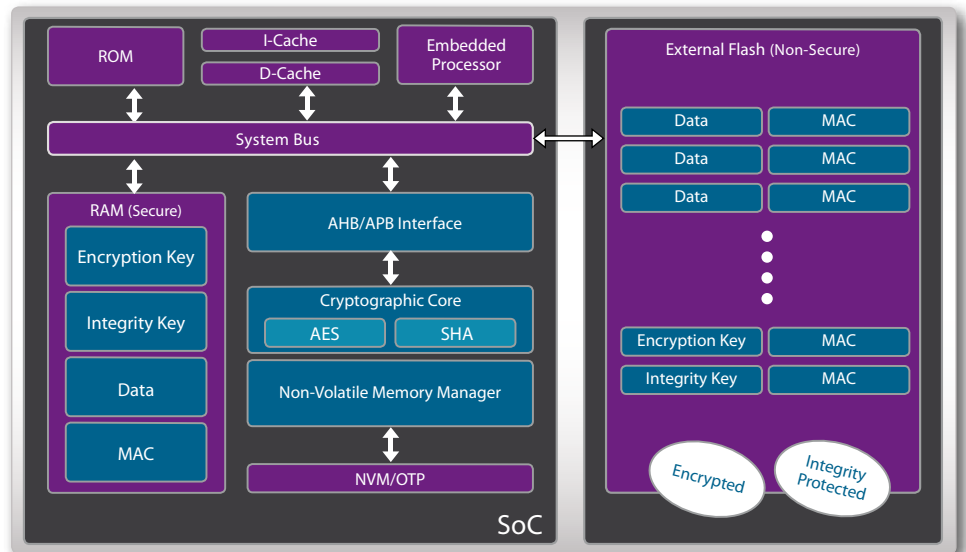 ROM
I-Cache
D-Cache
Embedded
Processor
System Bus
RAM (Secure)
Encryption Key
Integrity Key
Data
MAC
AHB/APB Interface
Cryptographic Core
AES
SHA
Non-Volatile Memory Manager
NVM/OTP
SoC
External Flash (Non-Secure)
Data MAC
Data MAC
Data MAC
Encryption Key MAC
Integrity Key MAC
Encrypted
Integrity
Protected